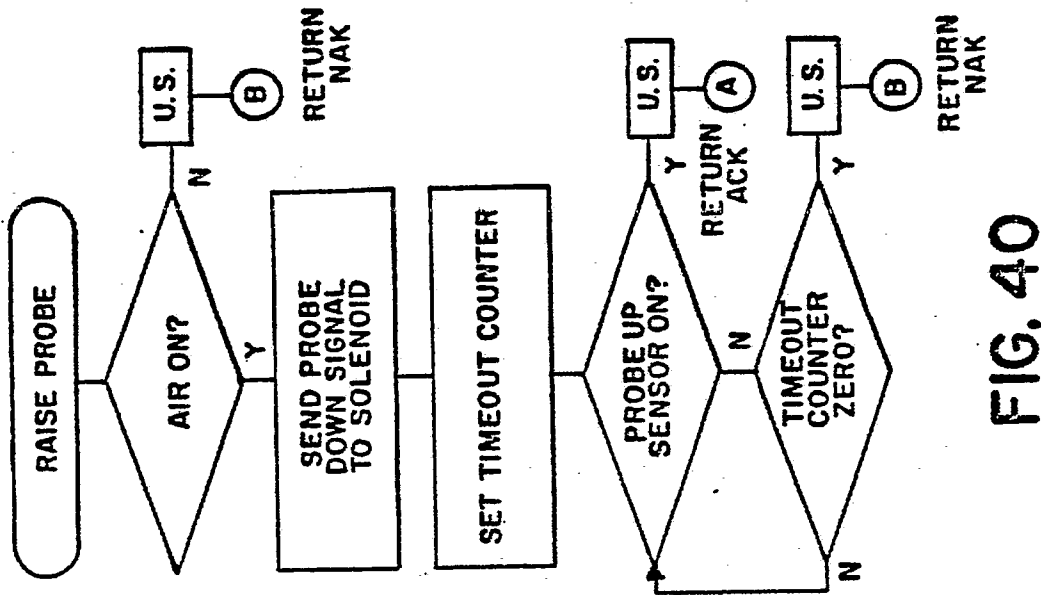 RAISE PROBE
AIR ON?
N
U.S.
B
RETURN
NAK
Y
SEND PROBE
DOWN SIGNAL
TO SOLENOID
SET TIMEOUT COUNTER
PROBE UP
SENSOR ON?
Y
U.S.
A
RETURN
ACK
N
TIMEOUT
COUNTER
ZERO?
Y
U.S.
B
RETURN
NAK
N
FIG. 40